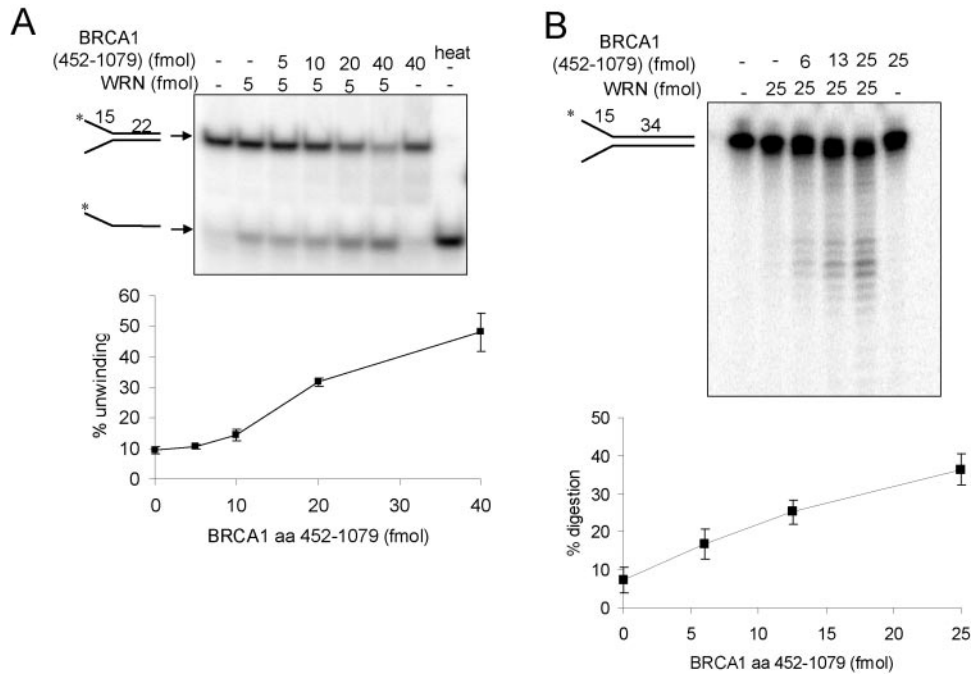 A
BRCA1
(452-1079) (fmol) - - 5 10 20 40 40 heat -
WRN (fmol) - 5 5 5 5 5 - -
* 15 22
*
60
50
40
30
20
10
0
% unwinding
0 10 20 30 40
BRCA1 aa 452-1079 (fmol)
B
BRCA1
(452-1079) (fmol) - - 6 13 25 25
WRN (fmol) - 25 25 25 25 -
* 15 34
50
40
30
20
10
0
% digestion
0 5 10 15 20 25
BRCA1 aa 452-1079 (fmol)